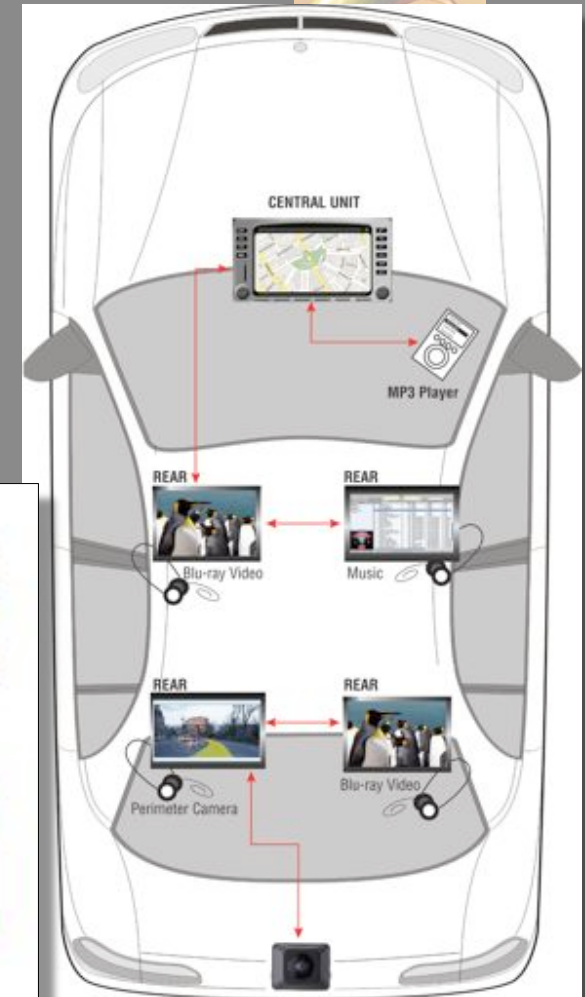 CENTRAL UNIT
MP3 Player
REAR
REAR
Blu-ray Video
Music
REAR
REAR
Perimeter Camera
Blu-ray Video